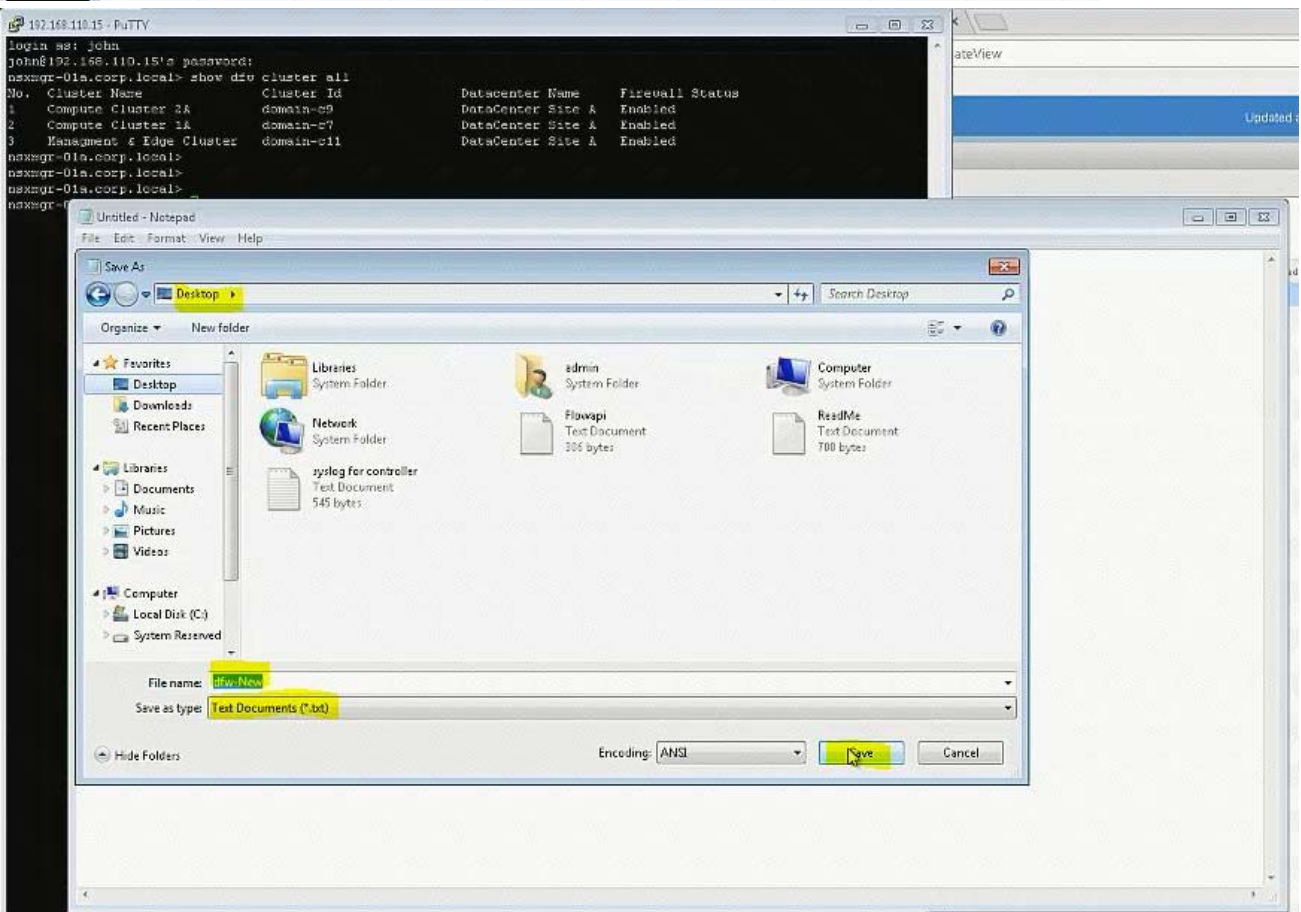 192.168.110.15 - PuTTY
login as: john
john@192.168.110.15's password:
nsxmgr-01a.corp.local> show dfw cluster all
No. Cluster Name Cluster Id Datacenter Name Firewall Status
1 Compute Cluster 2A domain-c9 DataCenter Site A Enabled
2 Compute Cluster 1A domain-c7 DataCenter Site A Enabled
3 Managment & Edge Cluster domain-c11 DataCenter Site A Enabled
nsxmgr-01a.corp.local>
nsxmgr-01a.corp.local>
nsxmgr-01a.corp.local>
nsxmgr-0
ateView
Updated a
Untitled - Notepad
File Edit Format View Help
Save As
Desktop
Search Desktop
Organize New folder
Favorites
Desktop
Downloads
Recent Places
Libraries
Documents
Music
Pictures
Videos
Computer
Local Disk (C:)
System Reserved
Libraries
System Folder
admin
System Folder
Computer
System Folder
Network
System Folder
Flowapi
Text Document
386 bytes
ReadMe
Text Document
708 bytes
syslog for controller
Text Document
545 bytes
File name: dfw-New
Save as type: Text Documents (*.txt)
Hide Folders
Encoding: ANSI
Save
Cancel